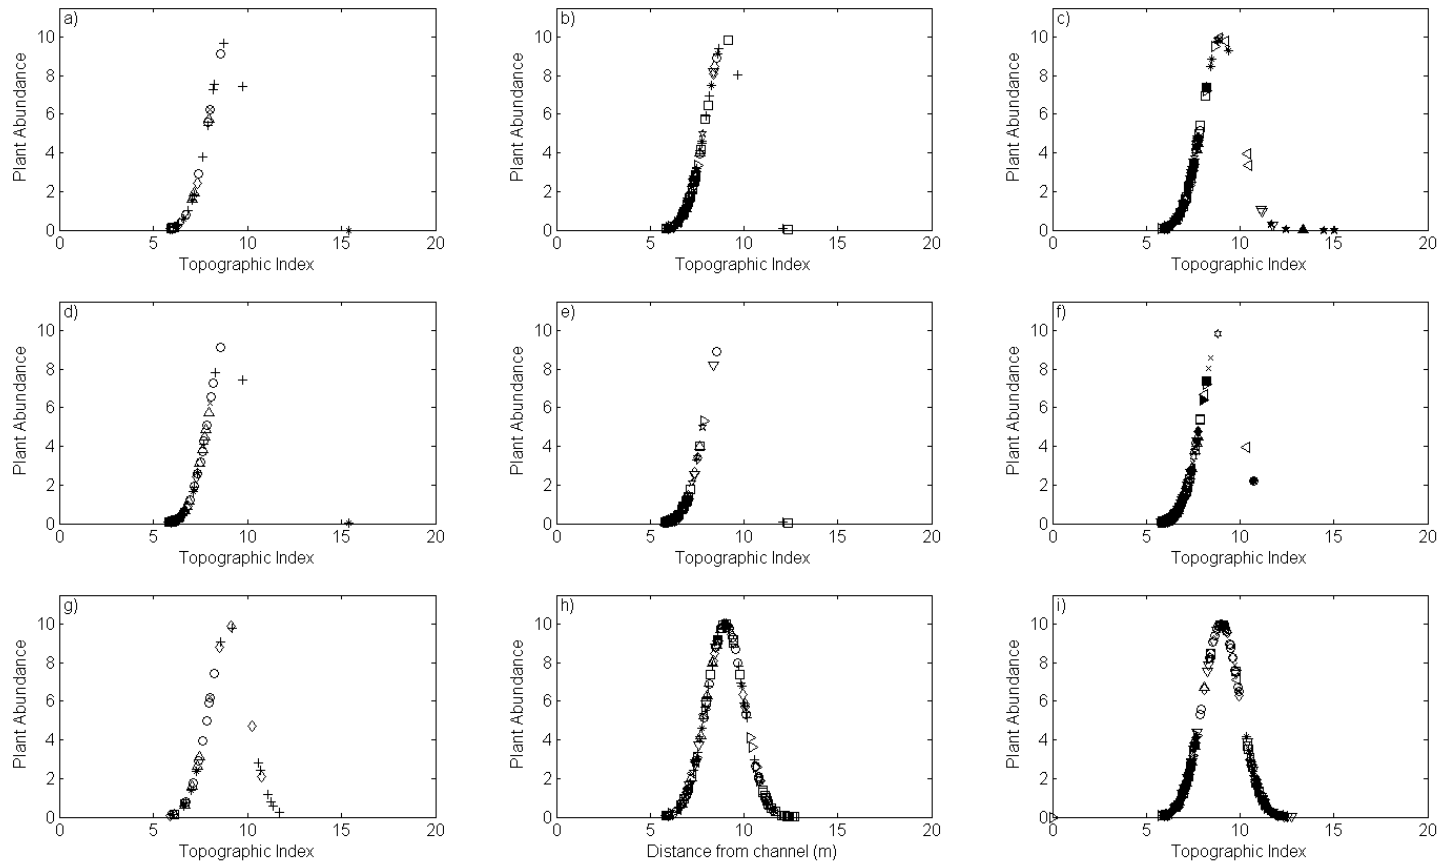 a) b) c)
10 10 10
8 8 8
6 6 6
4 4 4
2 2 2
0 0 0
Plant Abundance Plant Abundance Plant Abundance
0 5 10 15 20 0 5 10 15 20 0 5 10 15 20
Topographic Index Topographic Index Topographic Index
d) e) f)
10 10 10
8 8 8
6 6 6
4 4 4
2 2 2
0 0 0
Plant Abundance Plant Abundance Plant Abundance
0 5 10 15 20 0 5 10 15 20 0 5 10 15 20
Topographic Index Topographic Index Topographic Index
g) h) i)
10 10 10
8 8 8
6 6 6
4 4 4
2 2 2
0 0 0
Plant Abundance Plant Abundance Plant Abundance
0 5 10 15 20 0 5 10 15 20 0 5 10 15 20
Topographic Index Distance from channel (m) Topographic Index